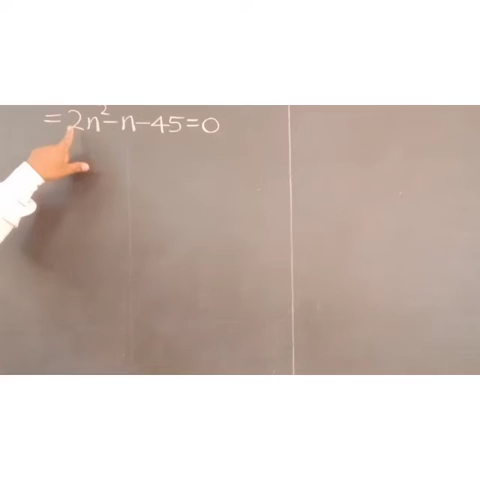 = 2n² - n - 45 = 0